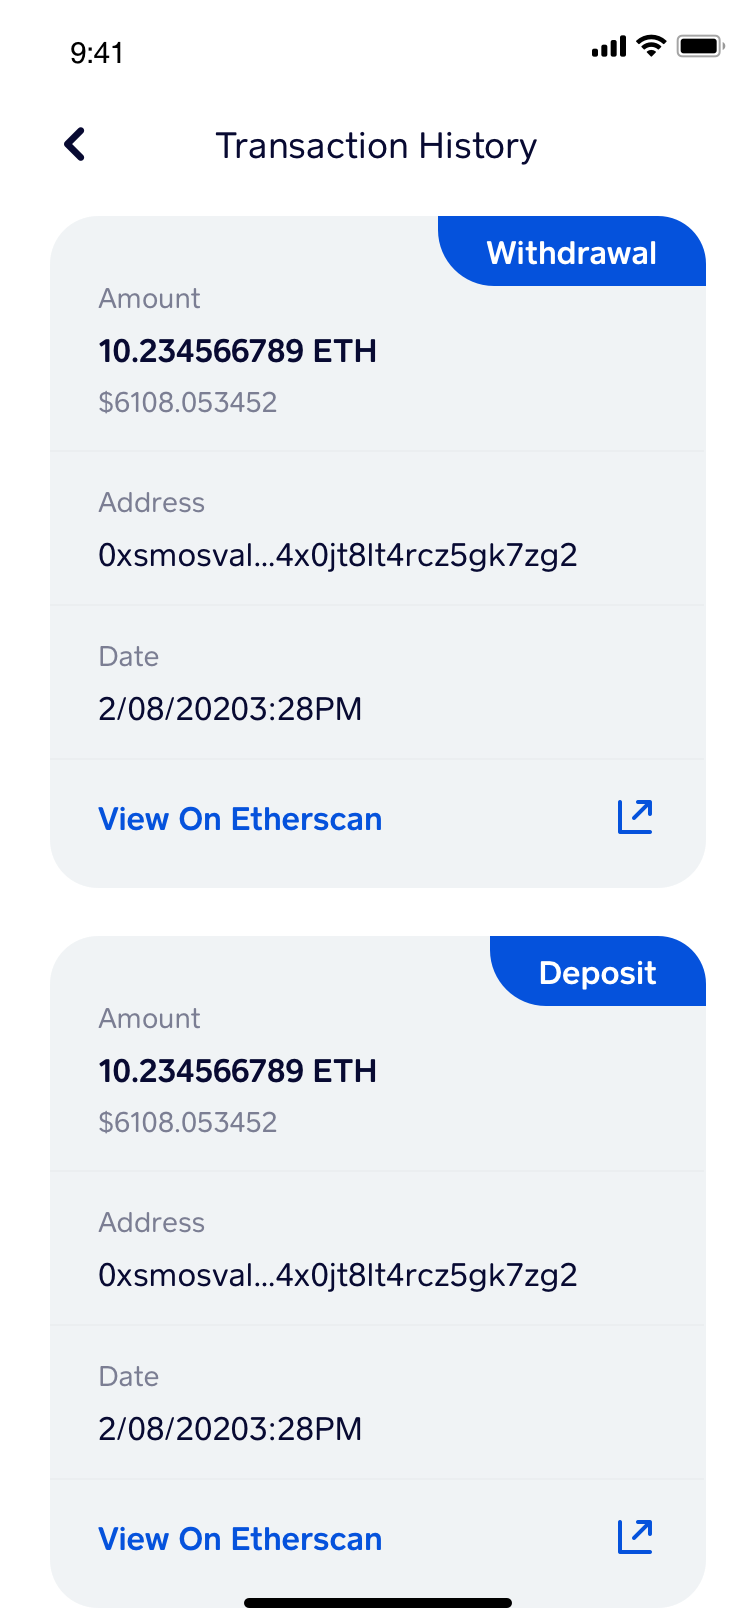 9:41
Transaction History
Withdrawal
Amount
10.234566789 ETH
$6108.053452
Address
0xsmosval...4x0jt8lt4rcz5gk7zg2
Date
2/08/20203:28PM
View On Etherscan
Deposit
Amount
10.234566789 ETH
$6108.053452
Address
0xsmosval...4x0jt8lt4rcz5gk7zg2
Date
2/08/20203:28PM
View On Etherscan